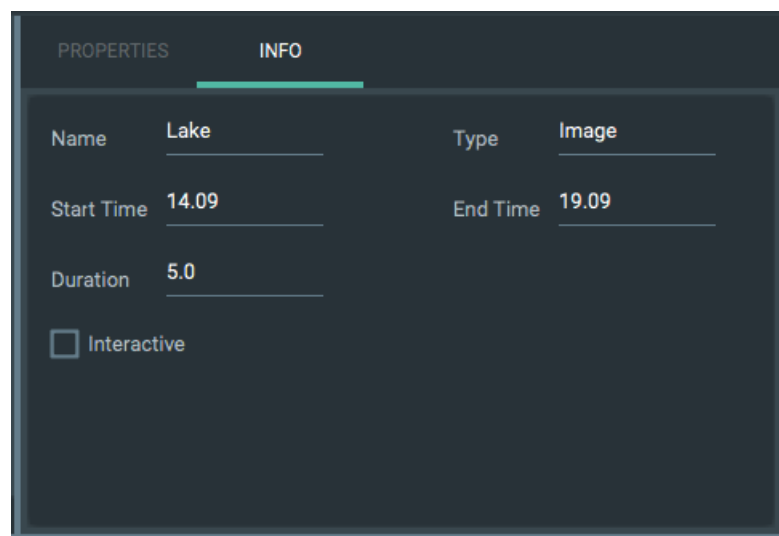 PROPERTIES INFO
Name Lake Type Image
Start Time 14.09 End Time 19.09
Duration 5.0
Interactive